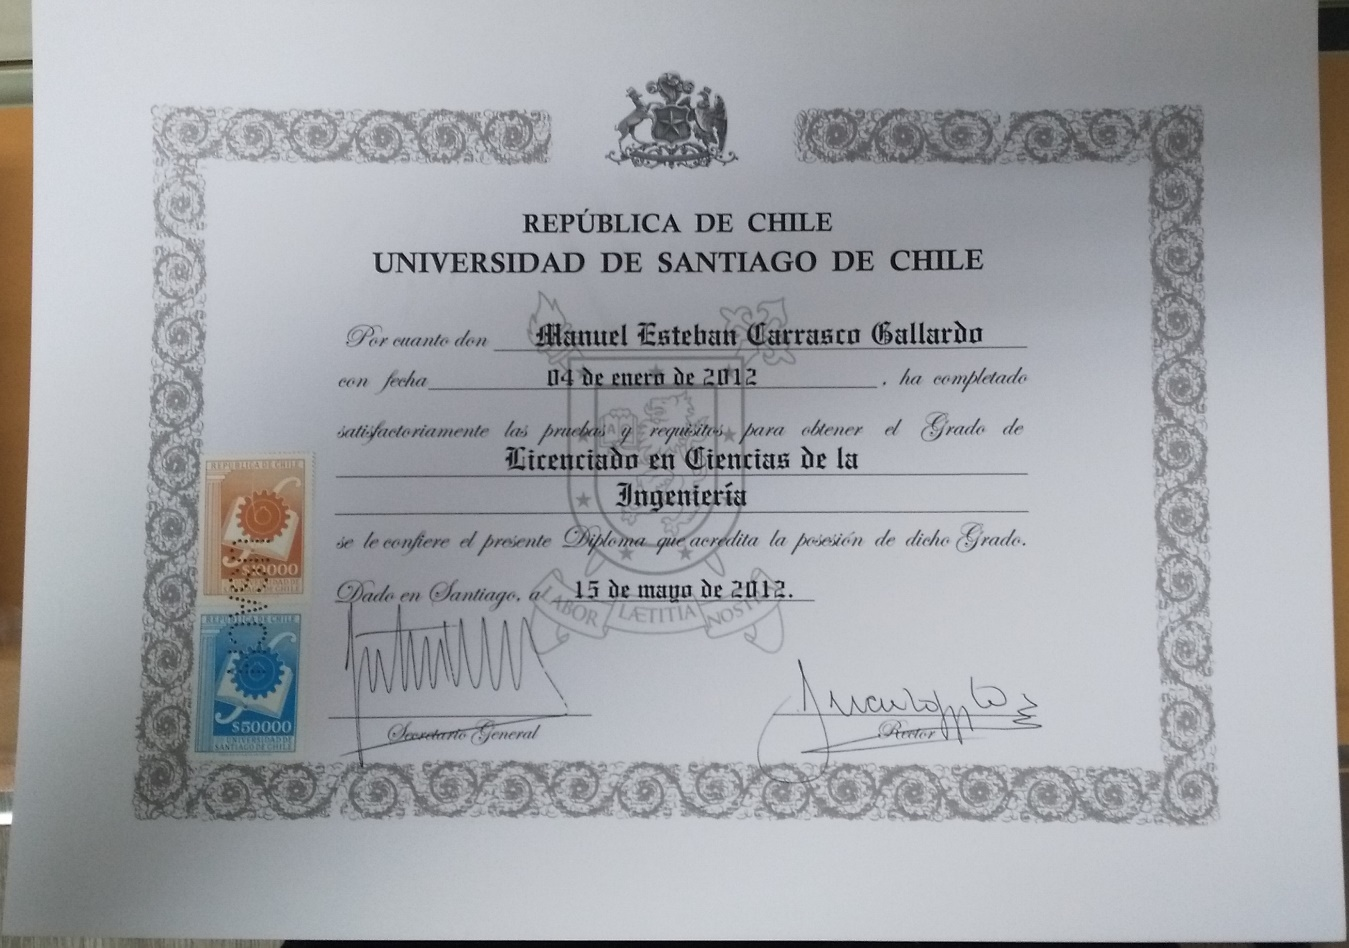 REPÚBLICA DE CHILE
UNIVERSIDAD DE SANTIAGO DE CHILE
Por cuanto don Manuel Esteban Carrasco Gallardo
con fecha 04 de enero de 2012, ha completado
satisfactoriamente las pruebas y requisitos para obtener el Grado de
Licenciado en Ciencias de la
Ingeniería
se le confiere el presente Diploma que acredita la posesión de dicho Grado.
Dado en Santiago, a 15 de mayo de 2012.
LABOR LÆTITIA NOSTRA
Secretario General
Rector
REPÚBLICA DE CHILE
UNIVERSIDAD DE
SANTIAGO DE CHILE
REPÚBLICA DE CHILE
$50000
UNIVERSIDAD DE
SANTIAGO DE CHILE